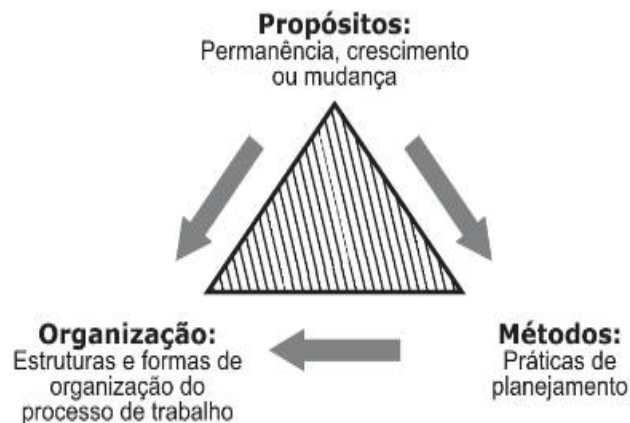 Propósitos:
Permanência, crescimento
ou mudança
Organização:
Estruturas e formas de
organização do
processo de trabalho
Métodos:
Práticas de
planejamento